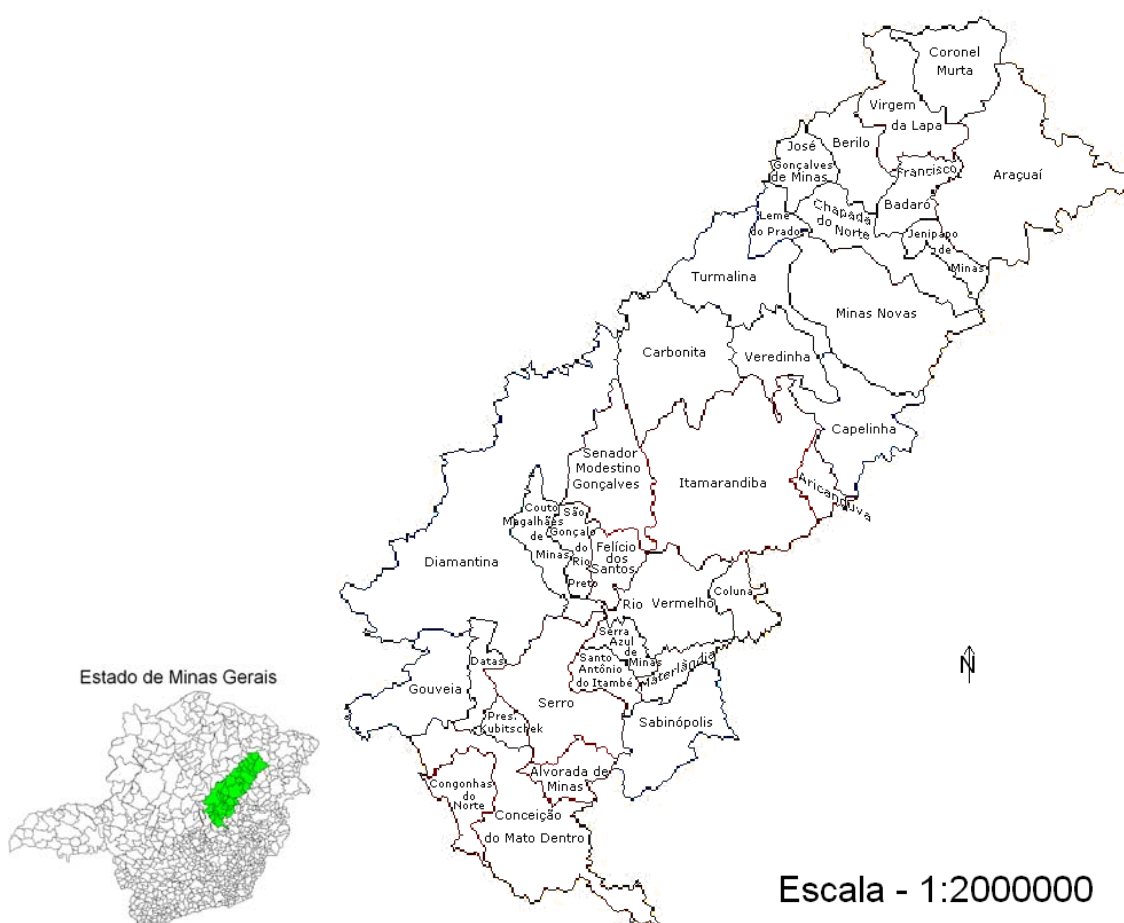 Coronel
Murta
Virgem
da Lapa
José
Gonçalves
de Minas
Berilo
Francisco
Badaró
Araçuaí
Leme
do Prado
Chapada
do Norte
Jenipapo
de
Minas
Turmalina
Minas Novas
Carbonita
Veredinha
Capelinha
Senador
Modestino
Gonçalves
Itamarandiba
Aricanduva
Couto
Magalhães
de
Minas
São
Gonçalo
do
Rio
Preto
Felício
dos
Santos
Diamantina
Rio Vermelho
Coluna
Serra
Azul
de
Minas
Santo
Antônio
do Itambé
Materlândia
Datas
Gouveia
Serro
Sabinópolis
Pres.
Kubitschek
Alvorada de
Minas
Congonhas
do
Norte
Conceição
do Mato Dentro
N
Estado de Minas Gerais
Escala - 1:2000000